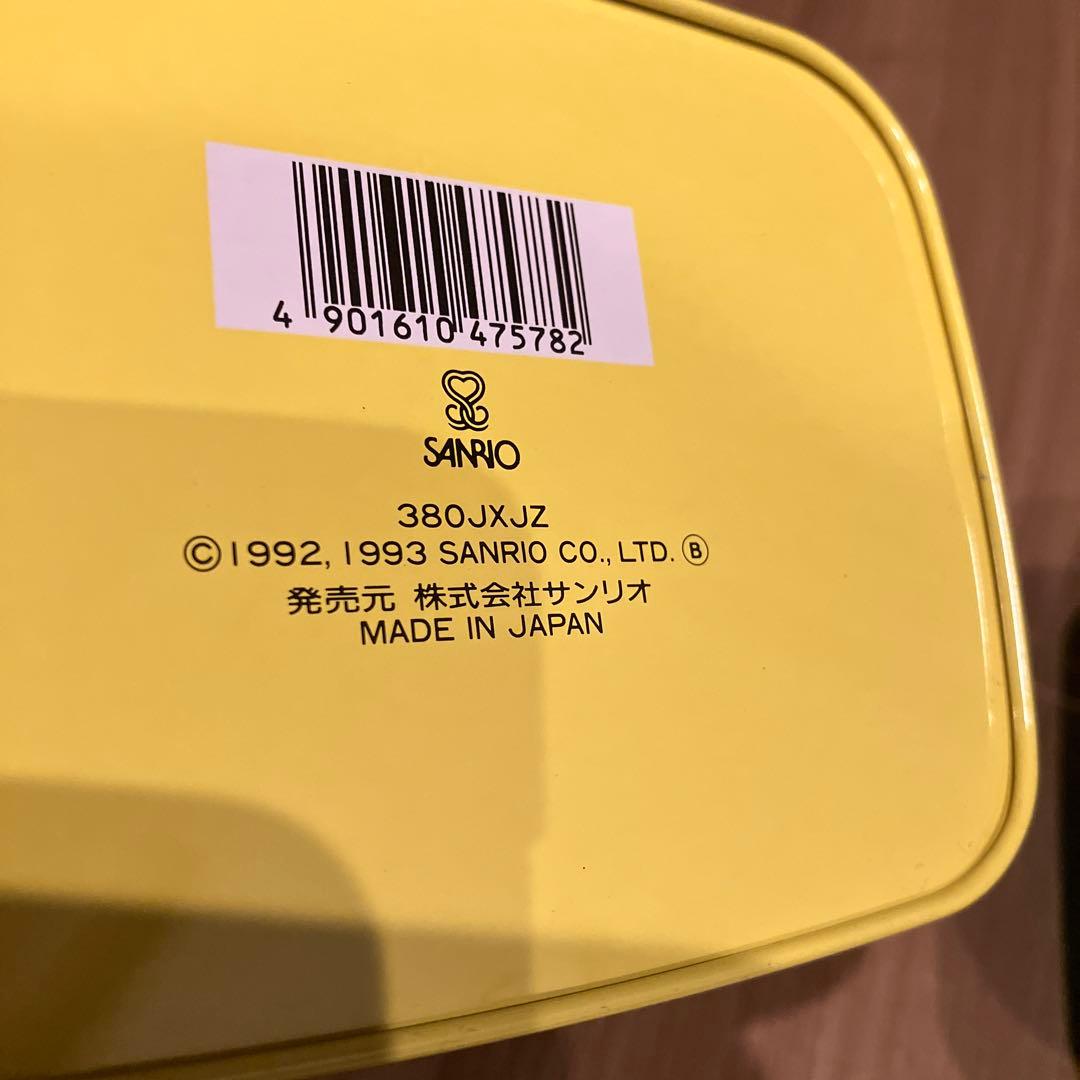 4 901610 475782
SANRIO
380JXJZ
©1992, 1993 SANRIO CO., LTD. Ⓑ
発売元 株式会社サンリオ
MADE IN JAPAN